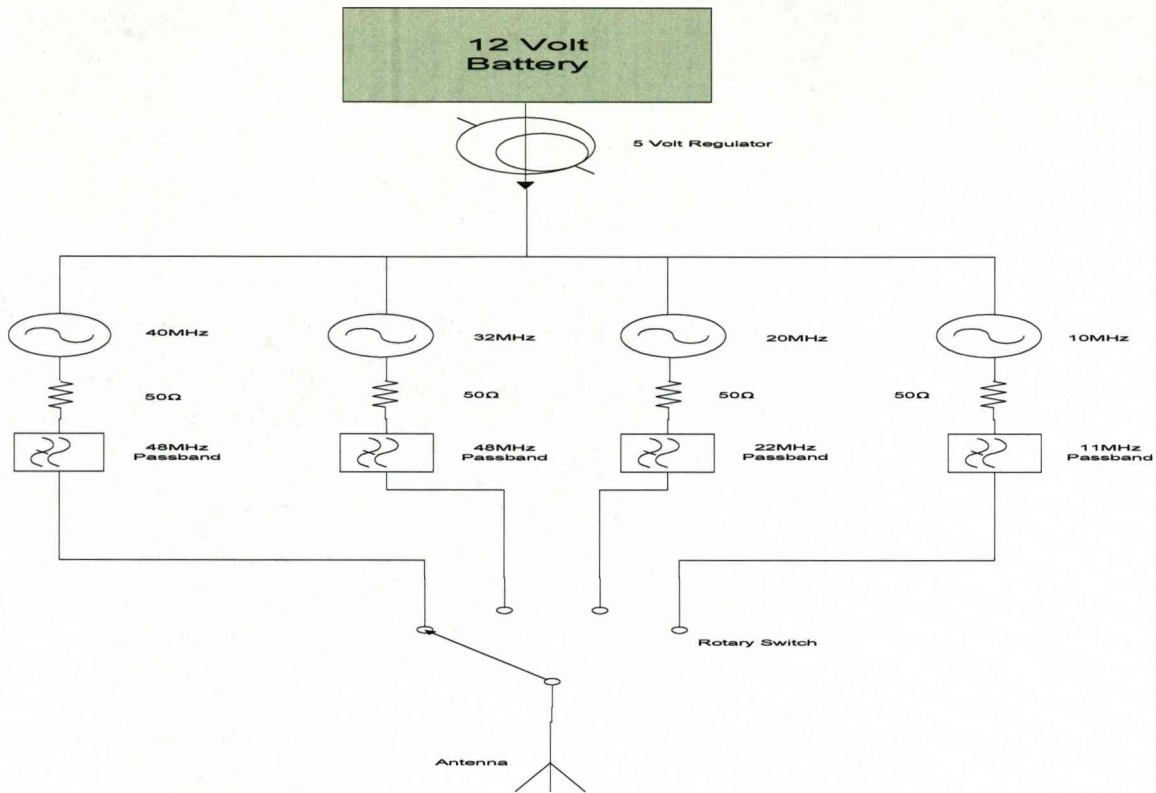 12 Volt
Battery
5 Volt Regulator
40MHz
32MHz
20MHz
10MHz
50Ω
50Ω
50Ω
50Ω
48MHz
Passband
48MHz
Passband
22MHz
Passband
11MHz
Passband
Rotary Switch
Antenna